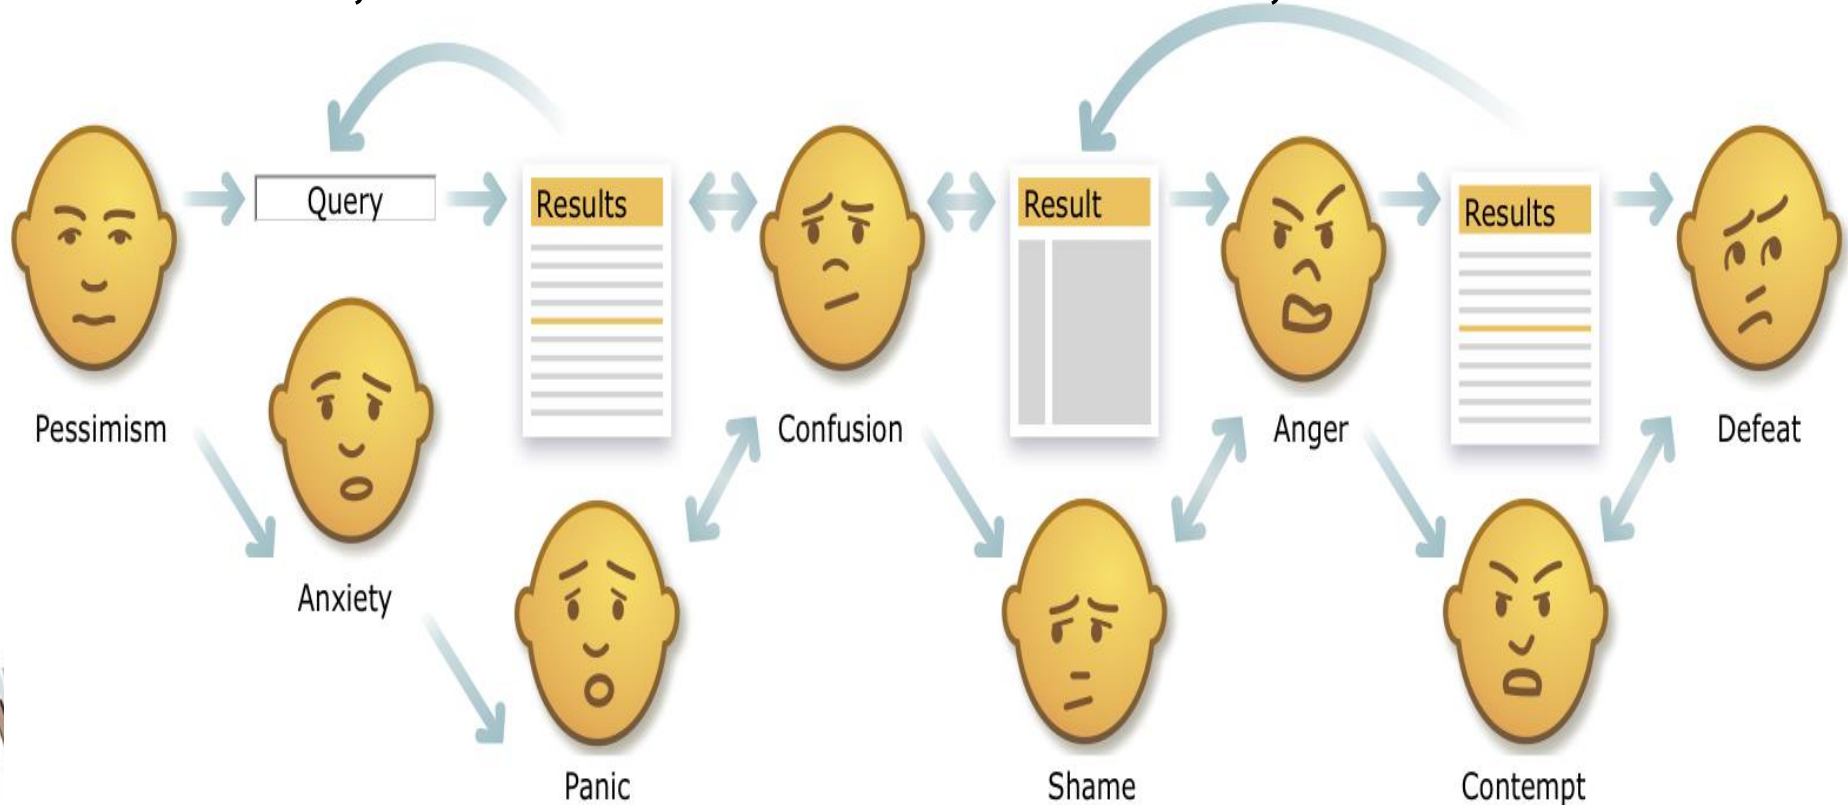 Query
Results
Result
Results
Pessimism
Confusion
Anger
Defeat
Anxiety
Panic
Shame
Contempt